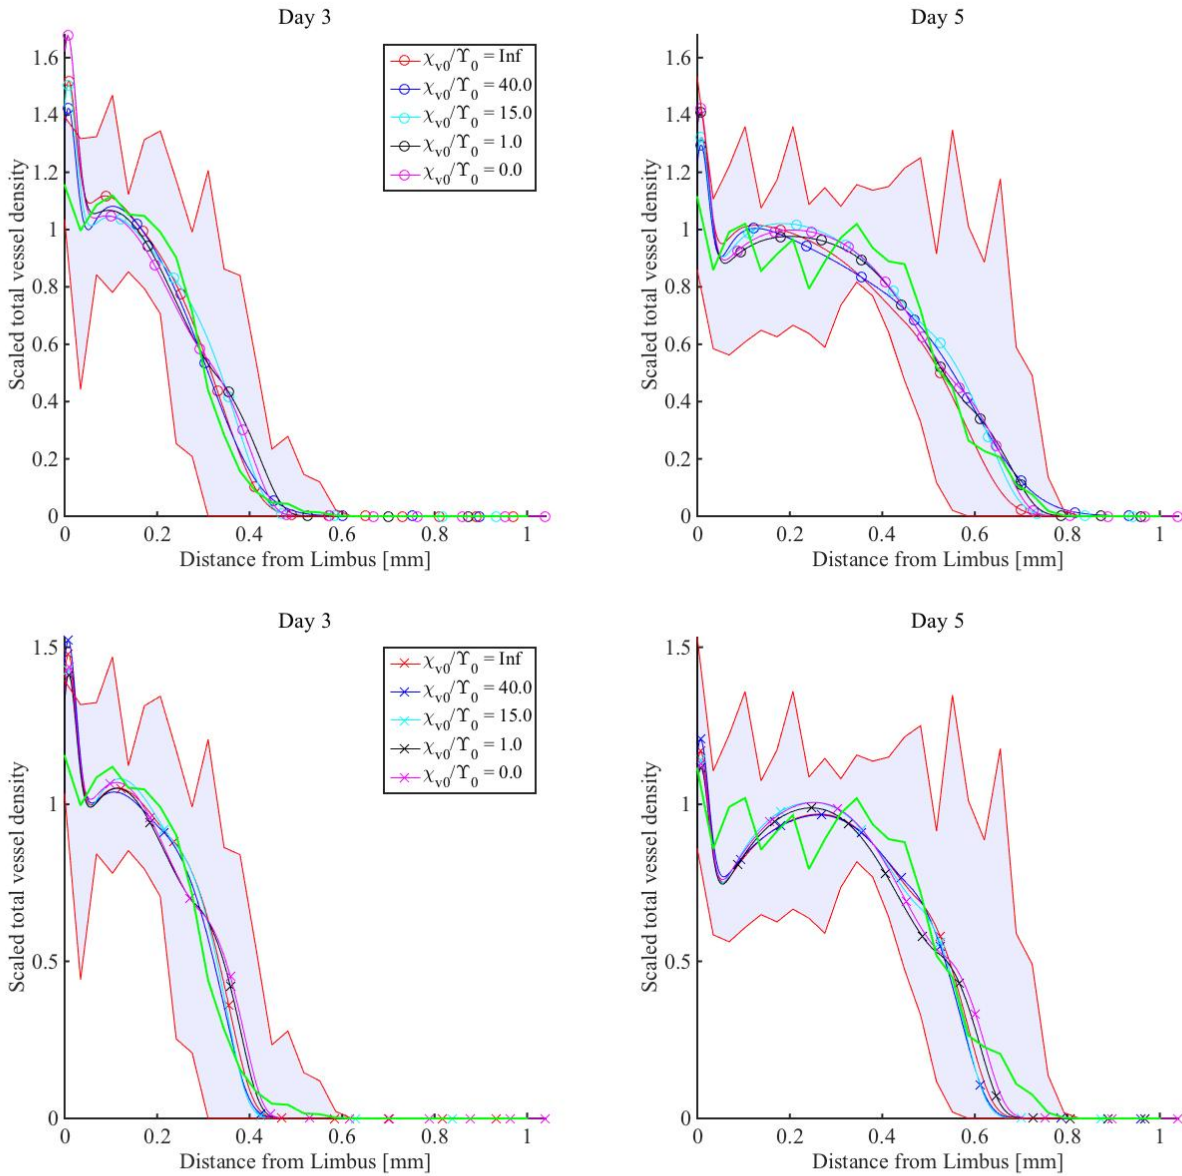 Day 3
Scaled total vessel density
1.6
1.4
1.2
1
0.8
0.6
0.4
0.2
0
χv0/ϒ0 = Inf
χv0/ϒ0 = 40.0
χv0/ϒ0 = 15.0
χv0/ϒ0 = 1.0
χv0/ϒ0 = 0.0
0 0.2 0.4 0.6 0.8 1
Distance from Limbus [mm]
Day 5
Scaled total vessel density
1.6
1.4
1.2
1
0.8
0.6
0.4
0.2
0
0 0.2 0.4 0.6 0.8 1
Distance from Limbus [mm]
Day 3
Scaled total vessel density
1.5
1
0.5
0
χv0/ϒ0 = Inf
χv0/ϒ0 = 40.0
χv0/ϒ0 = 15.0
χv0/ϒ0 = 1.0
χv0/ϒ0 = 0.0
0 0.2 0.4 0.6 0.8 1
Distance from Limbus [mm]
Day 5
Scaled total vessel density
1.5
1
0.5
0
0 0.2 0.4 0.6 0.8 1
Distance from Limbus [mm]